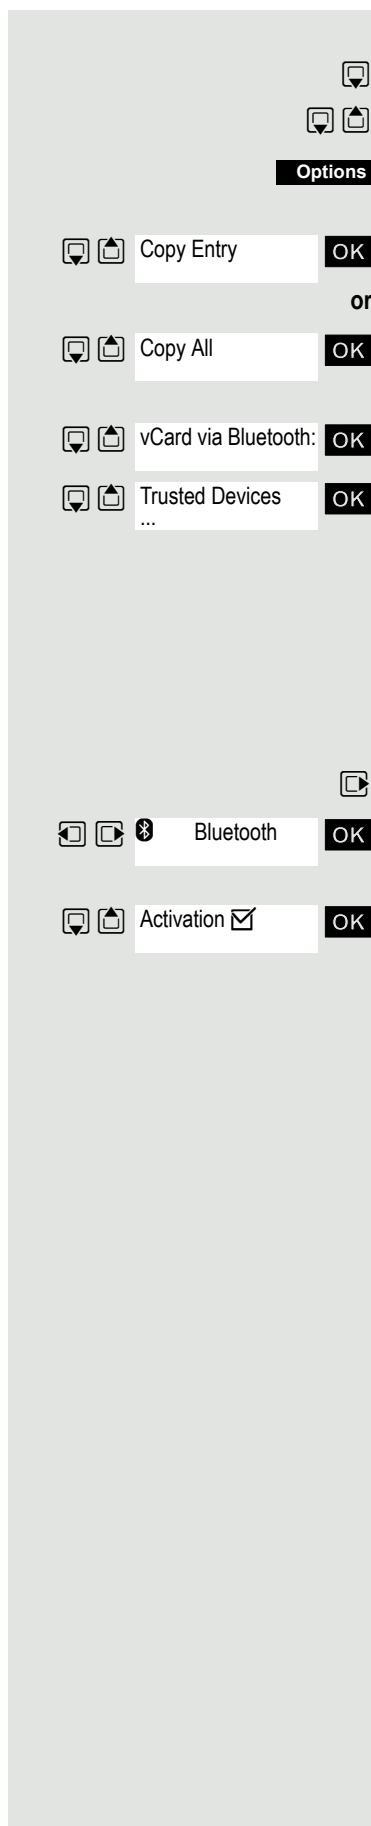 Options
Copy Entry OK
or
Copy All OK
vCard via Bluetooth: OK
Trusted Devices OK
...
Bluetooth OK
Activation OK